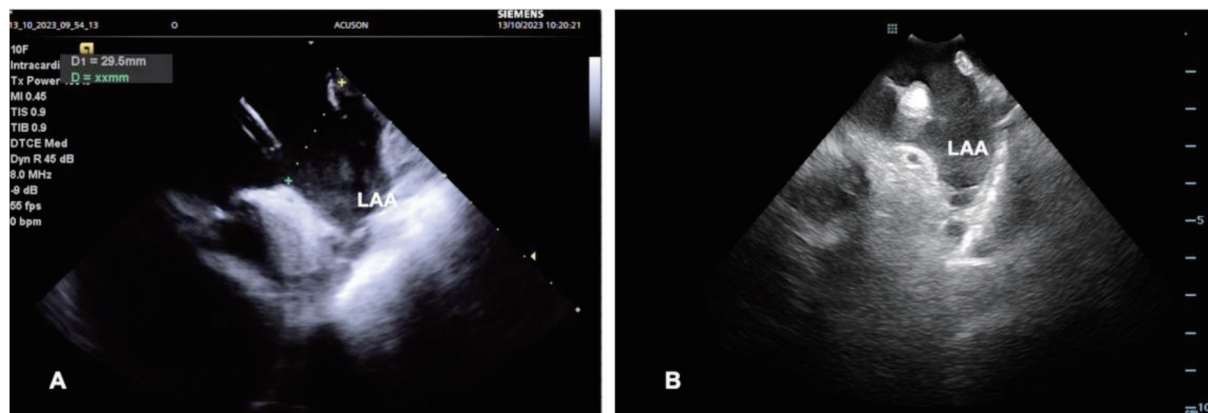 SIEMENS
13_10_2023_09_54_13 O ACUSON 13/10/2023 10:20:21
10F
D1 = 29.5mm
Intracardi
D = xxmm
Tx Power
MI 0.45
TIS 0.9
TIB 0.9
DTCE Med
Dyn R 45 dB
8.0 MHz
-9 dB
55 fps
0 bpm
LAA
A
LAA
5
10
B